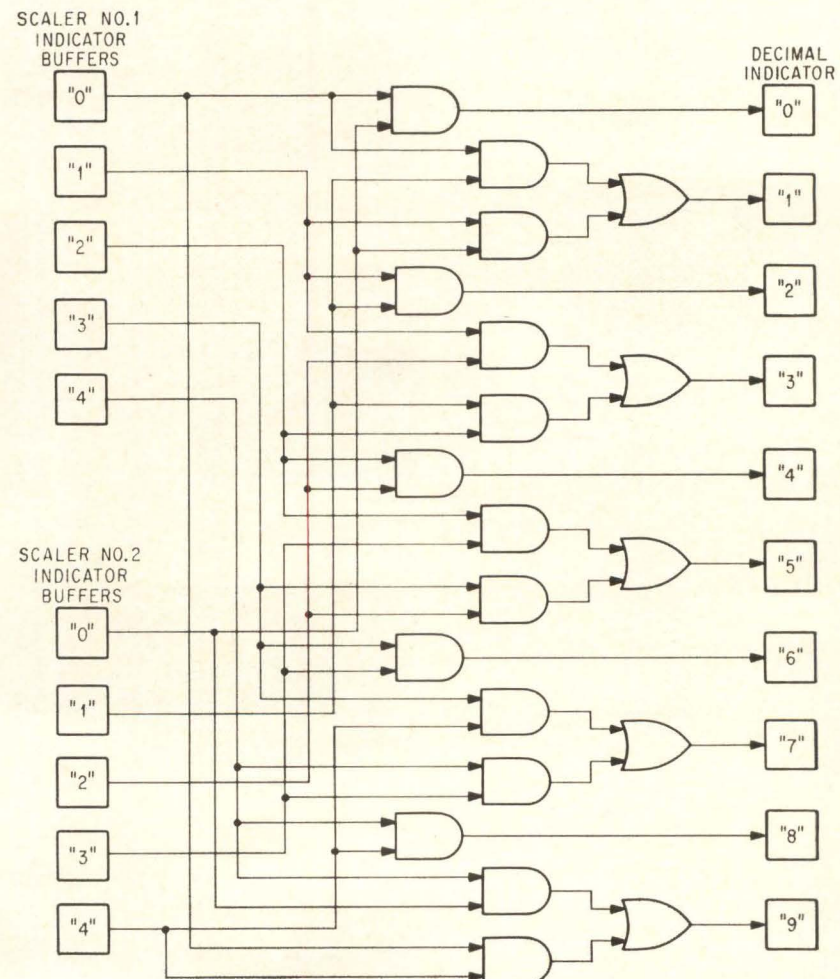 SCALER NO.1
INDICATOR
BUFFERS
"0"
"1"
"2"
"3"
"4"
SCALER NO.2
INDICATOR
BUFFERS
"0"
"1"
"2"
"3"
"4"
DECIMAL
INDICATOR
"0"
"1"
"2"
"3"
"4"
"5"
"6"
"7"
"8"
"9"